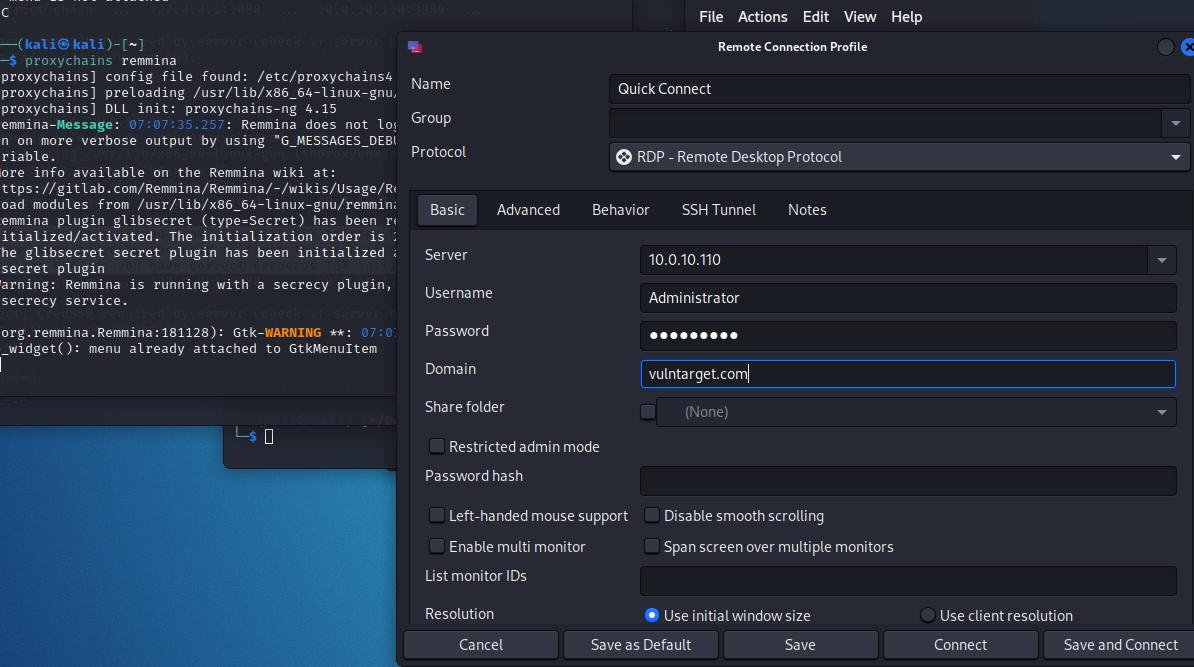 menu is not attached
C
(kali㉿kali)-[~]
$ proxychains remmina
proxychains] config file found: /etc/proxychains4
proxychains] preloading /usr/lib/x86_64-linux-gnu/
proxychains] DLL init: proxychains-ng 4.15
emmina-Message: 07:07:35.257: Remmina does not log
n on more verbose output by using "G_MESSAGES_DEBU
riable.
ore info available on the Remmina wiki at:
ttps://gitlab.com/Remmina/Remmina/-/wikis/Usage/Re
oad modules from /usr/lib/x86_64-linux-gnu/remmina
emmina plugin glibsecret (type=Secret) has been re
itialized/activated. The initialization order is 2
he glibsecret secret plugin has been initialized a
secret plugin
arning: Remmina is running with a secrecy plugin,
secrecy service.
org.remmina.Remmina:181128): Gtk-WARNING **: 07:07
_widget(): menu already attached to GtkMenuItem
$
File Actions Edit View Help
Remote Connection Profile
Name Quick Connect
Group
Protocol RDP - Remote Desktop Protocol
Basic Advanced Behavior SSH Tunnel Notes
Server 10.0.10.110
Username Administrator
Password ●●●●●●●●●
Domain vulntarget.com
Share folder (None)
Restricted admin mode
Password hash
Left-handed mouse support Disable smooth scrolling
Enable multi monitor Span screen over multiple monitors
List monitor IDs
Resolution Use initial window size Use client resolution
Cancel Save as Default Save Connect Save and Connect